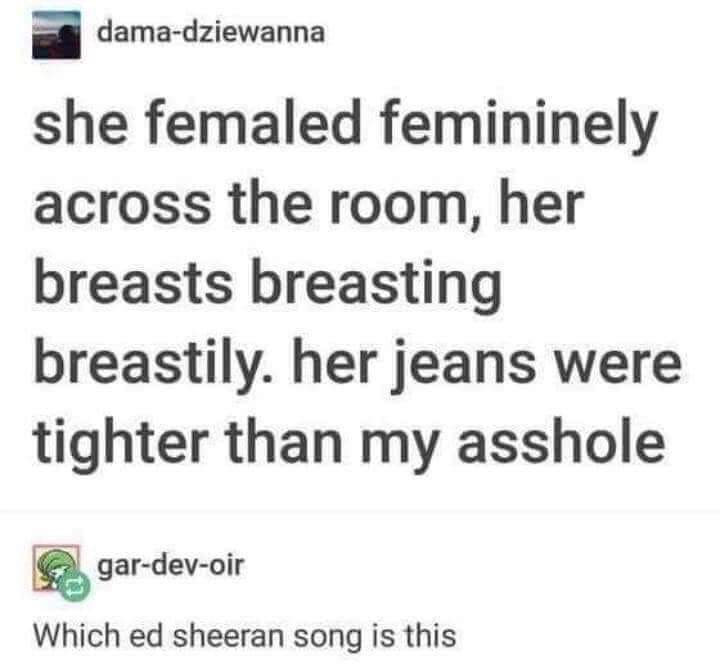 dama-dziewanna
she femaled femininely
across the room, her
breasts breasting
breastily. her jeans were
tighter than my asshole
gar-dev-oir
Which ed sheeran song is this